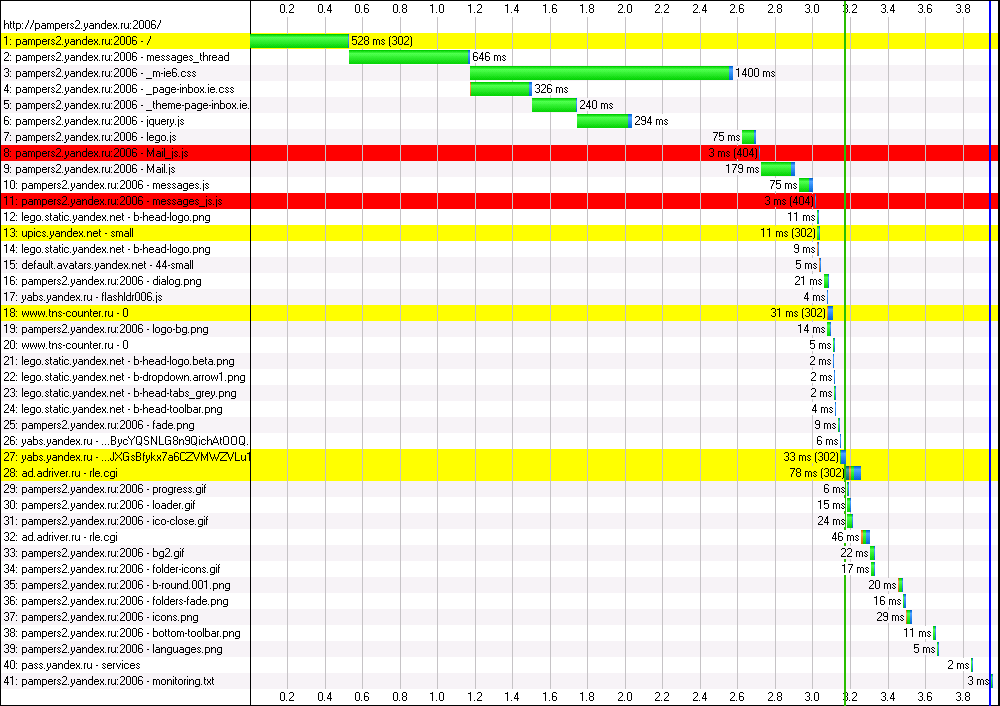 0.2 0.4 0.6 0.8 1.0 1.2 1.4 1.6 1.8 2.0 2.2 2.4 2.6 2.8 3.0 3.2 3.4 3.6 3.8
http://pampers2.yandex.ru:2006/
1: pampers2.yandex.ru:2006 - / 528 ms (302)
2: pampers2.yandex.ru:2006 - messages_thread 646 ms
3: pampers2.yandex.ru:2006 - _m-ie6.css 1400 ms
4: pampers2.yandex.ru:2006 - _page-inbox.ie.css 326 ms
5: pampers2.yandex.ru:2006 - _theme-page-inbox.ie. 240 ms
6: pampers2.yandex.ru:2006 - jquery.js 294 ms
7: pampers2.yandex.ru:2006 - lego.js 75 ms
8: pampers2.yandex.ru:2006 - Mail_js.js 3 ms (404)
9: pampers2.yandex.ru:2006 - Mail.js 179 ms
10: pampers2.yandex.ru:2006 - messages.js 75 ms
11: pampers2.yandex.ru:2006 - messages_js.js 3 ms (404)
12: lego.static.yandex.net - b-head-logo.png 11 ms
13: upics.yandex.net - small 11 ms (302)
14: lego.static.yandex.net - b-head-logo.png 9 ms
15: default.avatars.yandex.net - 44-small 5 ms
16: pampers2.yandex.ru:2006 - dialog.png 21 ms
17: yabs.yandex.ru - flashldr006.js 4 ms
18: www.tns-counter.ru - 0 31 ms (302)
19: pampers2.yandex.ru:2006 - logo-bg.png 14 ms
20: www.tns-counter.ru - 0 5 ms
21: lego.static.yandex.net - b-head-logo.beta.png 2 ms
22: lego.static.yandex.net - b-dropdown.arrow1.png 2 ms
23: lego.static.yandex.net - b-head-tabs_grey.png 2 ms
24: lego.static.yandex.net - b-head-toolbar.png 4 ms
25: pampers2.yandex.ru:2006 - fade.png 9 ms
26: yabs.yandex.ru - ...BycYQSNLG8n9QichAtOOQ. 6 ms
27: yabs.yandex.ru - ...JXGsBfykx7a6CZVMWZVLu1 33 ms (302)
28: ad.adriver.ru - rle.cgi 78 ms (302)
29: pampers2.yandex.ru:2006 - progress.gif 6 ms
30: pampers2.yandex.ru:2006 - loader.gif 15 ms
31: pampers2.yandex.ru:2006 - ico-close.gif 24 ms
32: ad.adriver.ru - rle.cgi 46 ms
33: pampers2.yandex.ru:2006 - bg2.gif 22 ms
34: pampers2.yandex.ru:2006 - folder-icons.gif 17 ms
35: pampers2.yandex.ru:2006 - b-round.001.png 20 ms
36: pampers2.yandex.ru:2006 - folders-fade.png 16 ms
37: pampers2.yandex.ru:2006 - icons.png 29 ms
38: pampers2.yandex.ru:2006 - bottom-toolbar.png 11 ms
39: pampers2.yandex.ru:2006 - languages.png 5 ms
40: pass.yandex.ru - services 2 ms
41: pampers2.yandex.ru:2006 - monitoring.txt 3 ms
0.2 0.4 0.6 0.8 1.0 1.2 1.4 1.6 1.8 2.0 2.2 2.4 2.6 2.8 3.0 3.2 3.4 3.6 3.8